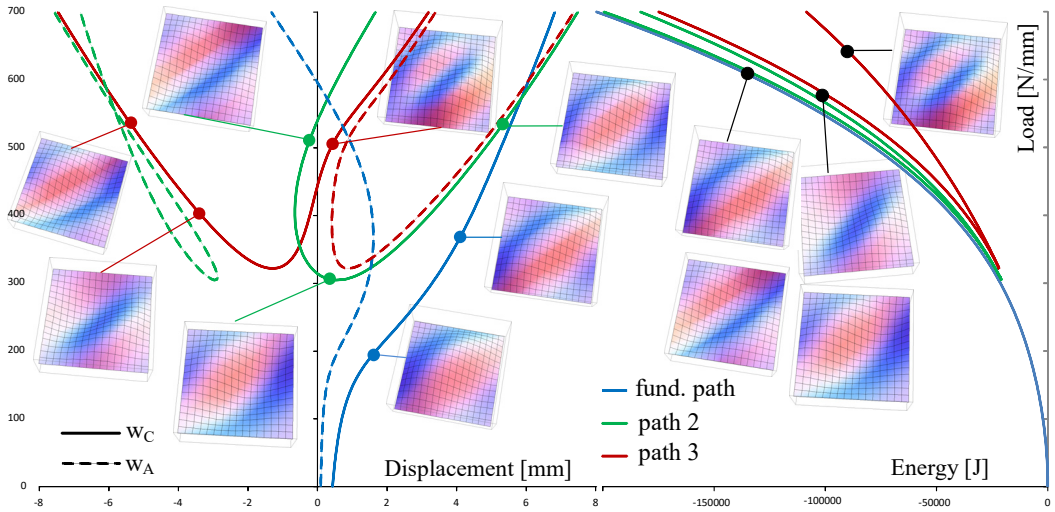 700
600
500
400
300
200
100
0
-8
-6
-4
-2
0
2
4
6
8
Displacement [mm]
w_C
w_A
fund. path
path 2
path 3
Load [N/mm]
Energy [J]
-150000
-100000
-50000
0